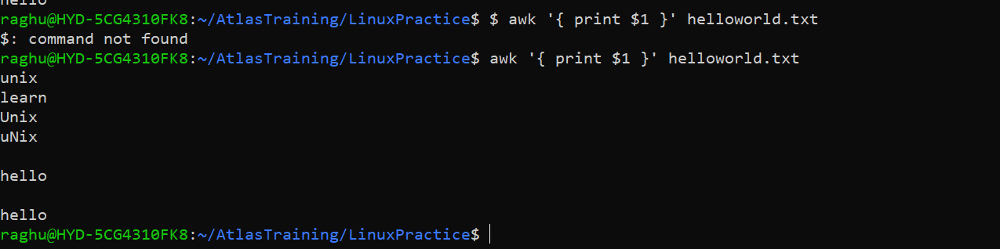 hello
raghu@HYD-5CG4310FK8:~/AtlasTraining/LinuxPractice$ $ awk '{ print $1 }' helloworld.txt
$: command not found
raghu@HYD-5CG4310FK8:~/AtlasTraining/LinuxPractice$ awk '{ print $1 }' helloworld.txt
unix
learn
Unix
uNix
hello
hello
raghu@HYD-5CG4310FK8:~/AtlasTraining/LinuxPractice$